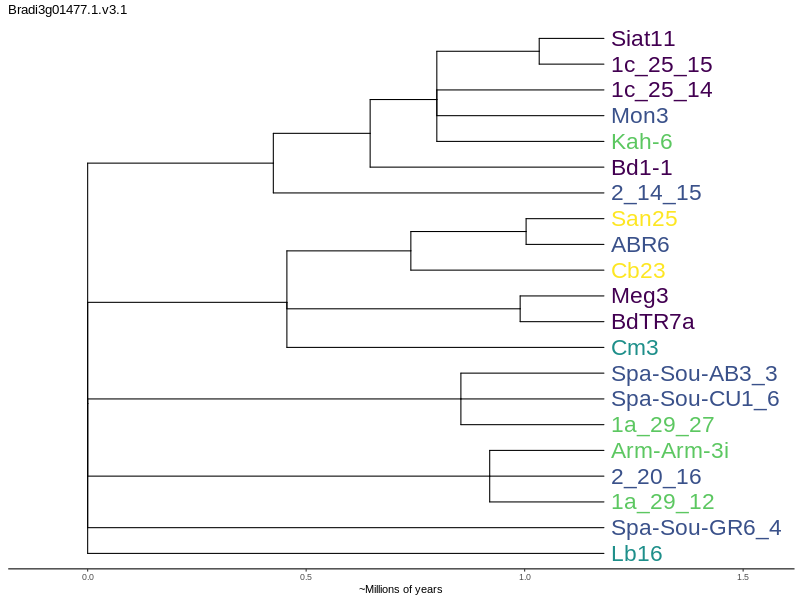 Bradi3g01477.1.v3.1
Siat11
1c_25_15
1c_25_14
Mon3
Kah-6
Bd1-1
2_14_15
San25
ABR6
Cb23
Meg3
BdTR7a
Cm3
Spa-Sou-AB3_3
Spa-Sou-CU1_6
1a_29_27
Arm-Arm-3i
2_20_16
1a_29_12
Spa-Sou-GR6_4
Lb16
0.0 0.5 1.0 1.5
~Millions of years